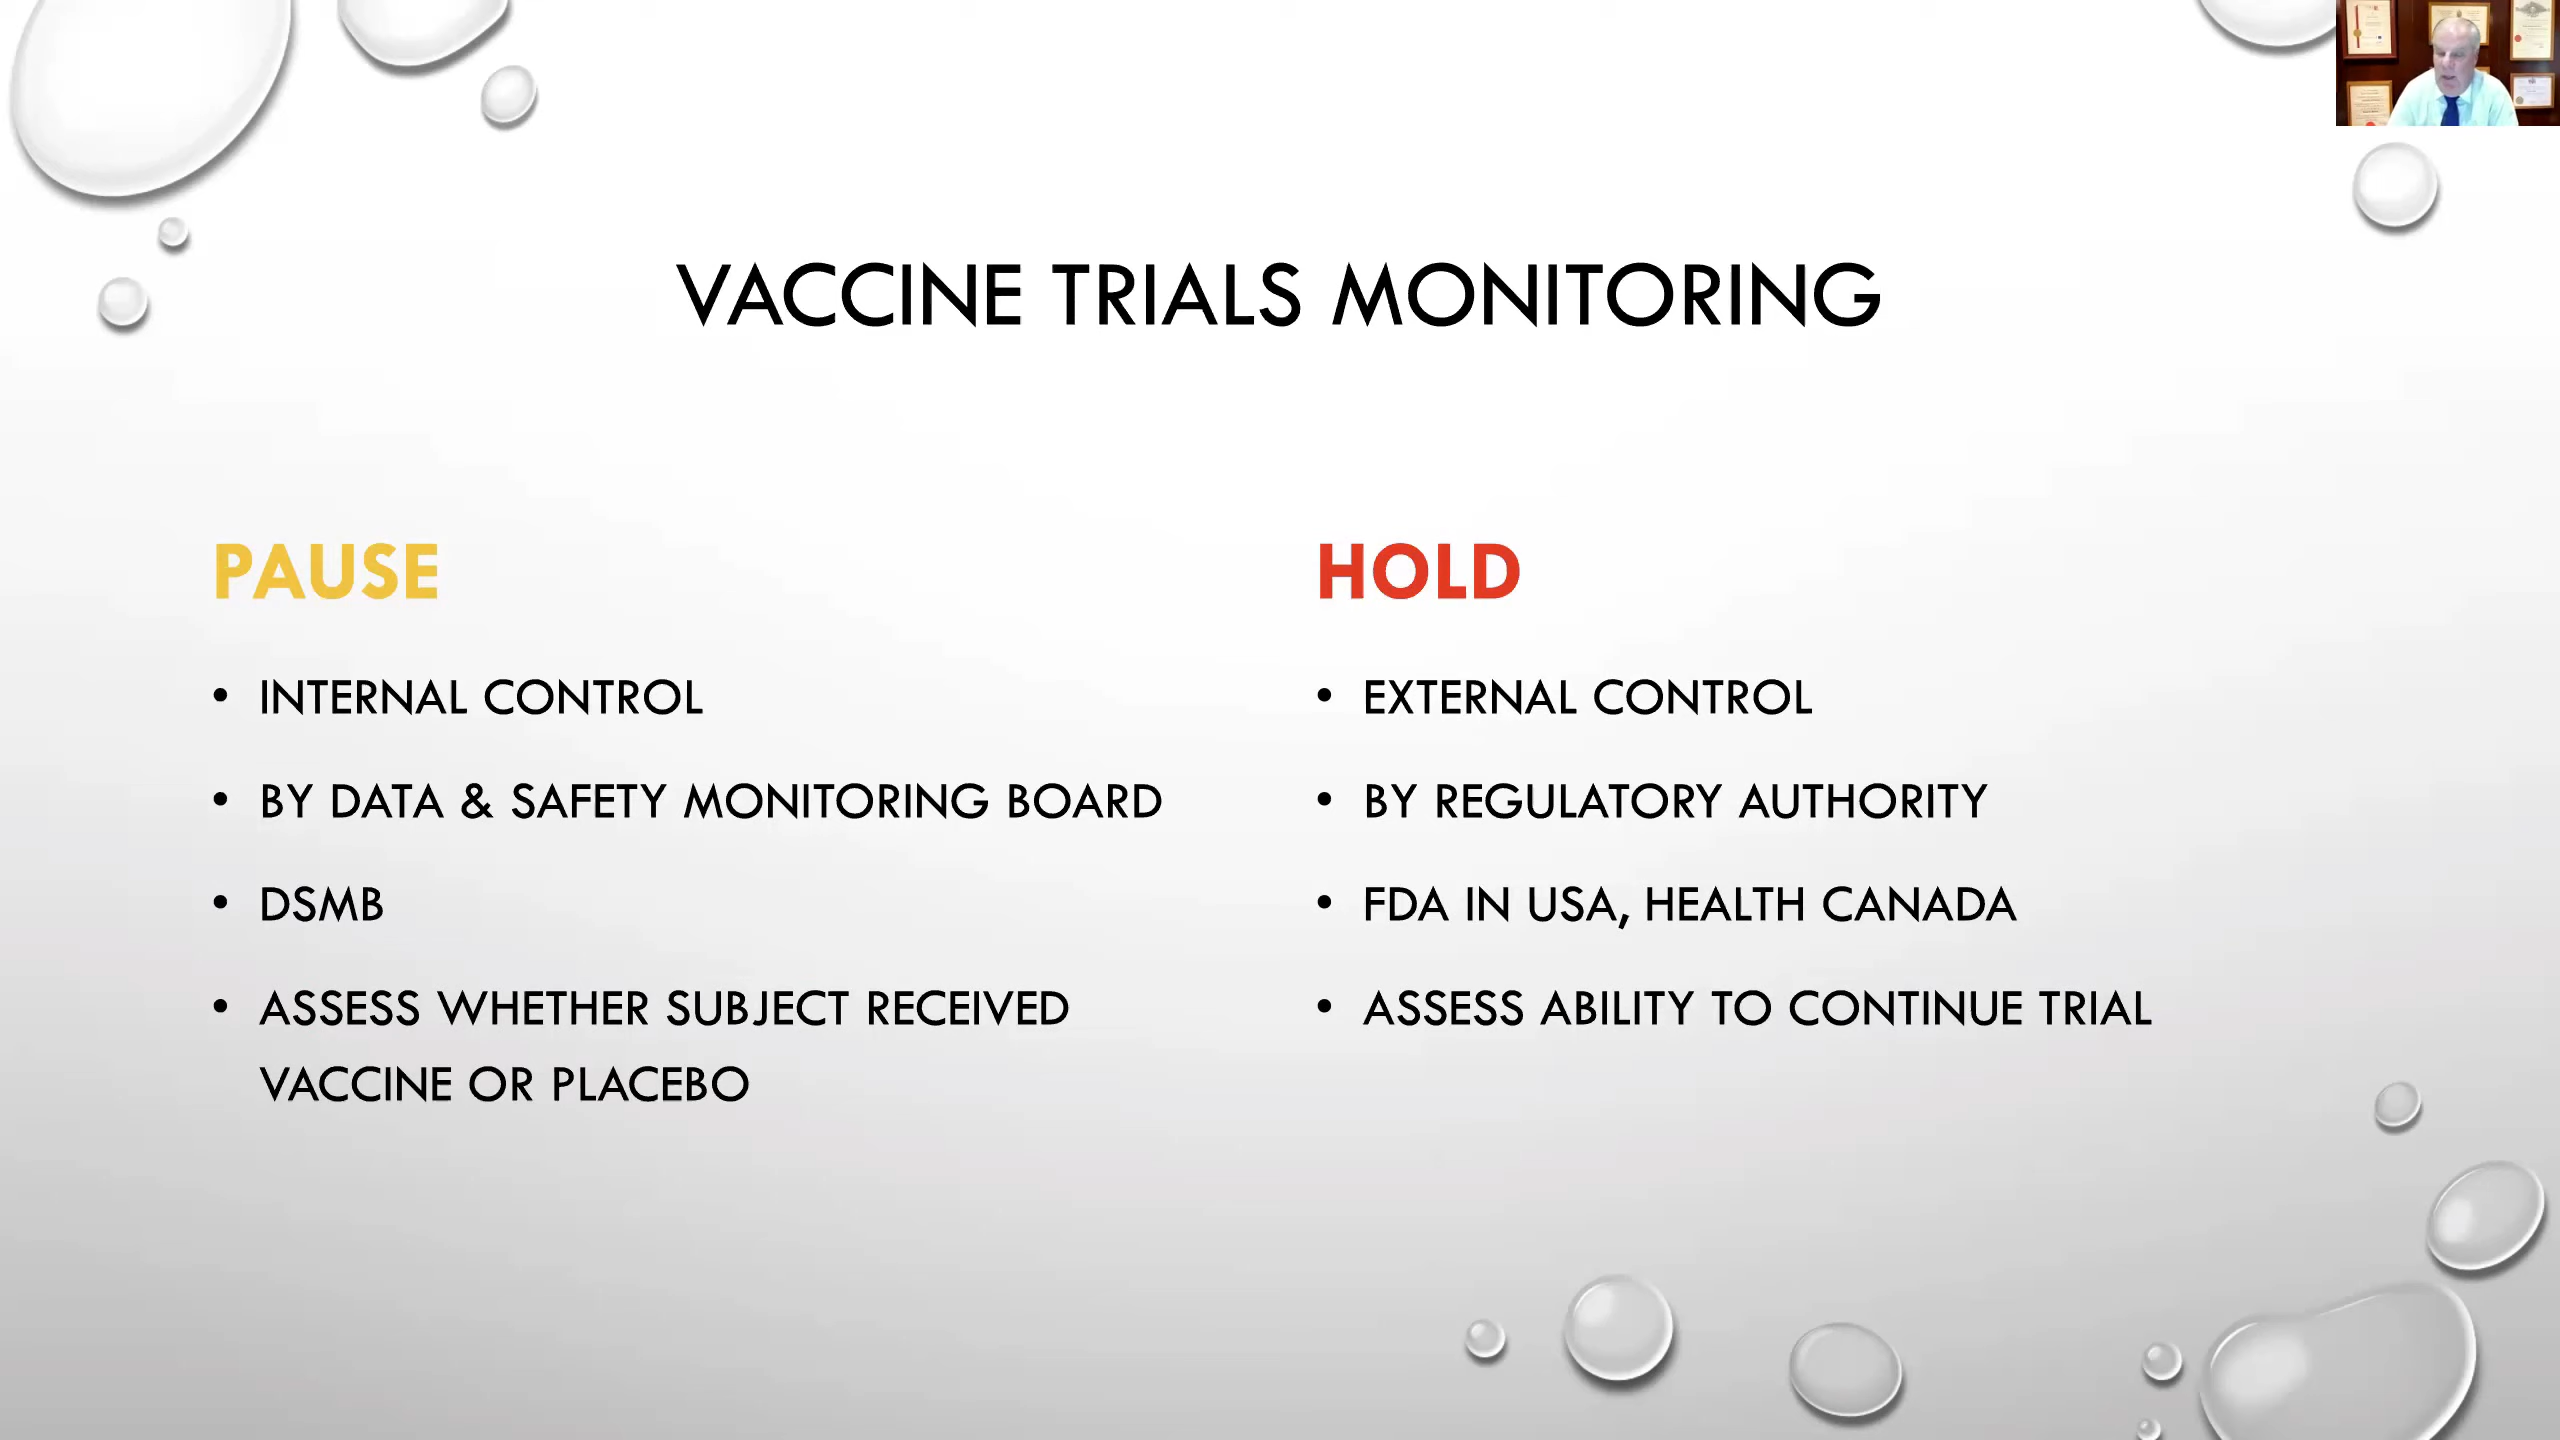 VACCINE TRIALS MONITORING
PAUSE
• INTERNAL CONTROL
• BY DATA & SAFETY MONITORING BOARD
• DSMB
• ASSESS WHETHER SUBJECT RECEIVED
VACCINE OR PLACEBO
HOLD
• EXTERNAL CONTROL
• BY REGULATORY AUTHORITY
• FDA IN USA, HEALTH CANADA
• ASSESS ABILITY TO CONTINUE TRIAL